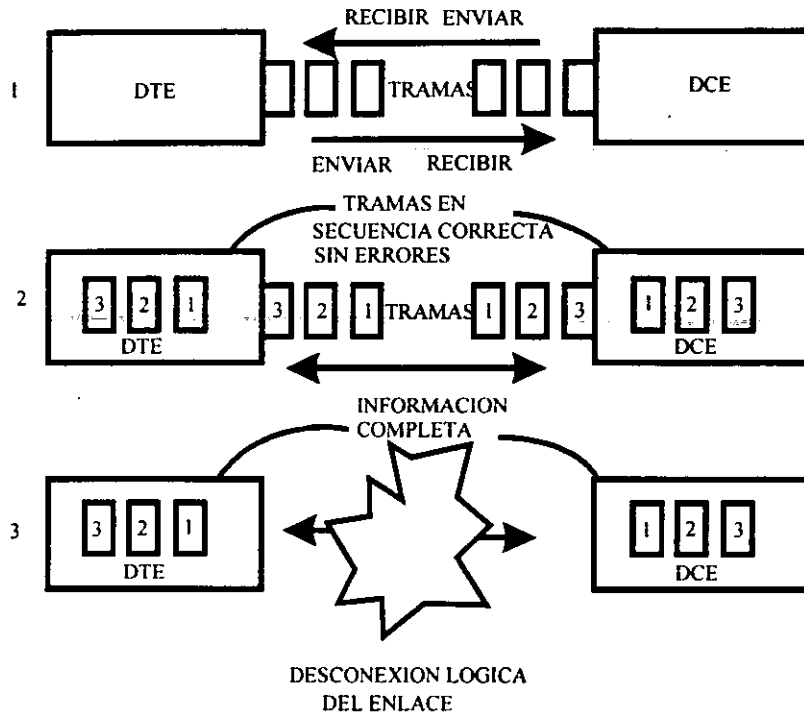 RECIBIR ENVIAR
1
DTE
TRAMAS
DCE
ENVIAR RECIBIR
TRAMAS EN
SECUENCIA CORRECTA
SIN ERRORES
2
3 2 1
3 2 1 TRAMAS 1 2 3
1 2 3
DTE
DCE
INFORMACION
COMPLETA
3
3 2 1
1 2 3
DTE
DCE
DESCONEXION LOGICA
DEL ENLACE